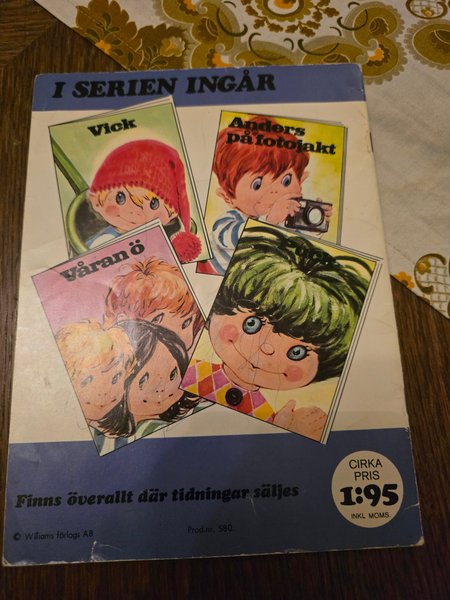 I SERIEN INGÅR
Vick
Anders
på fotojakt
Våran ö
Finns överallt där tidningar säljes
CIRKA
PRIS
1:95
INKL MOMS.
© Williams förlags AB
Prod.nr. 580